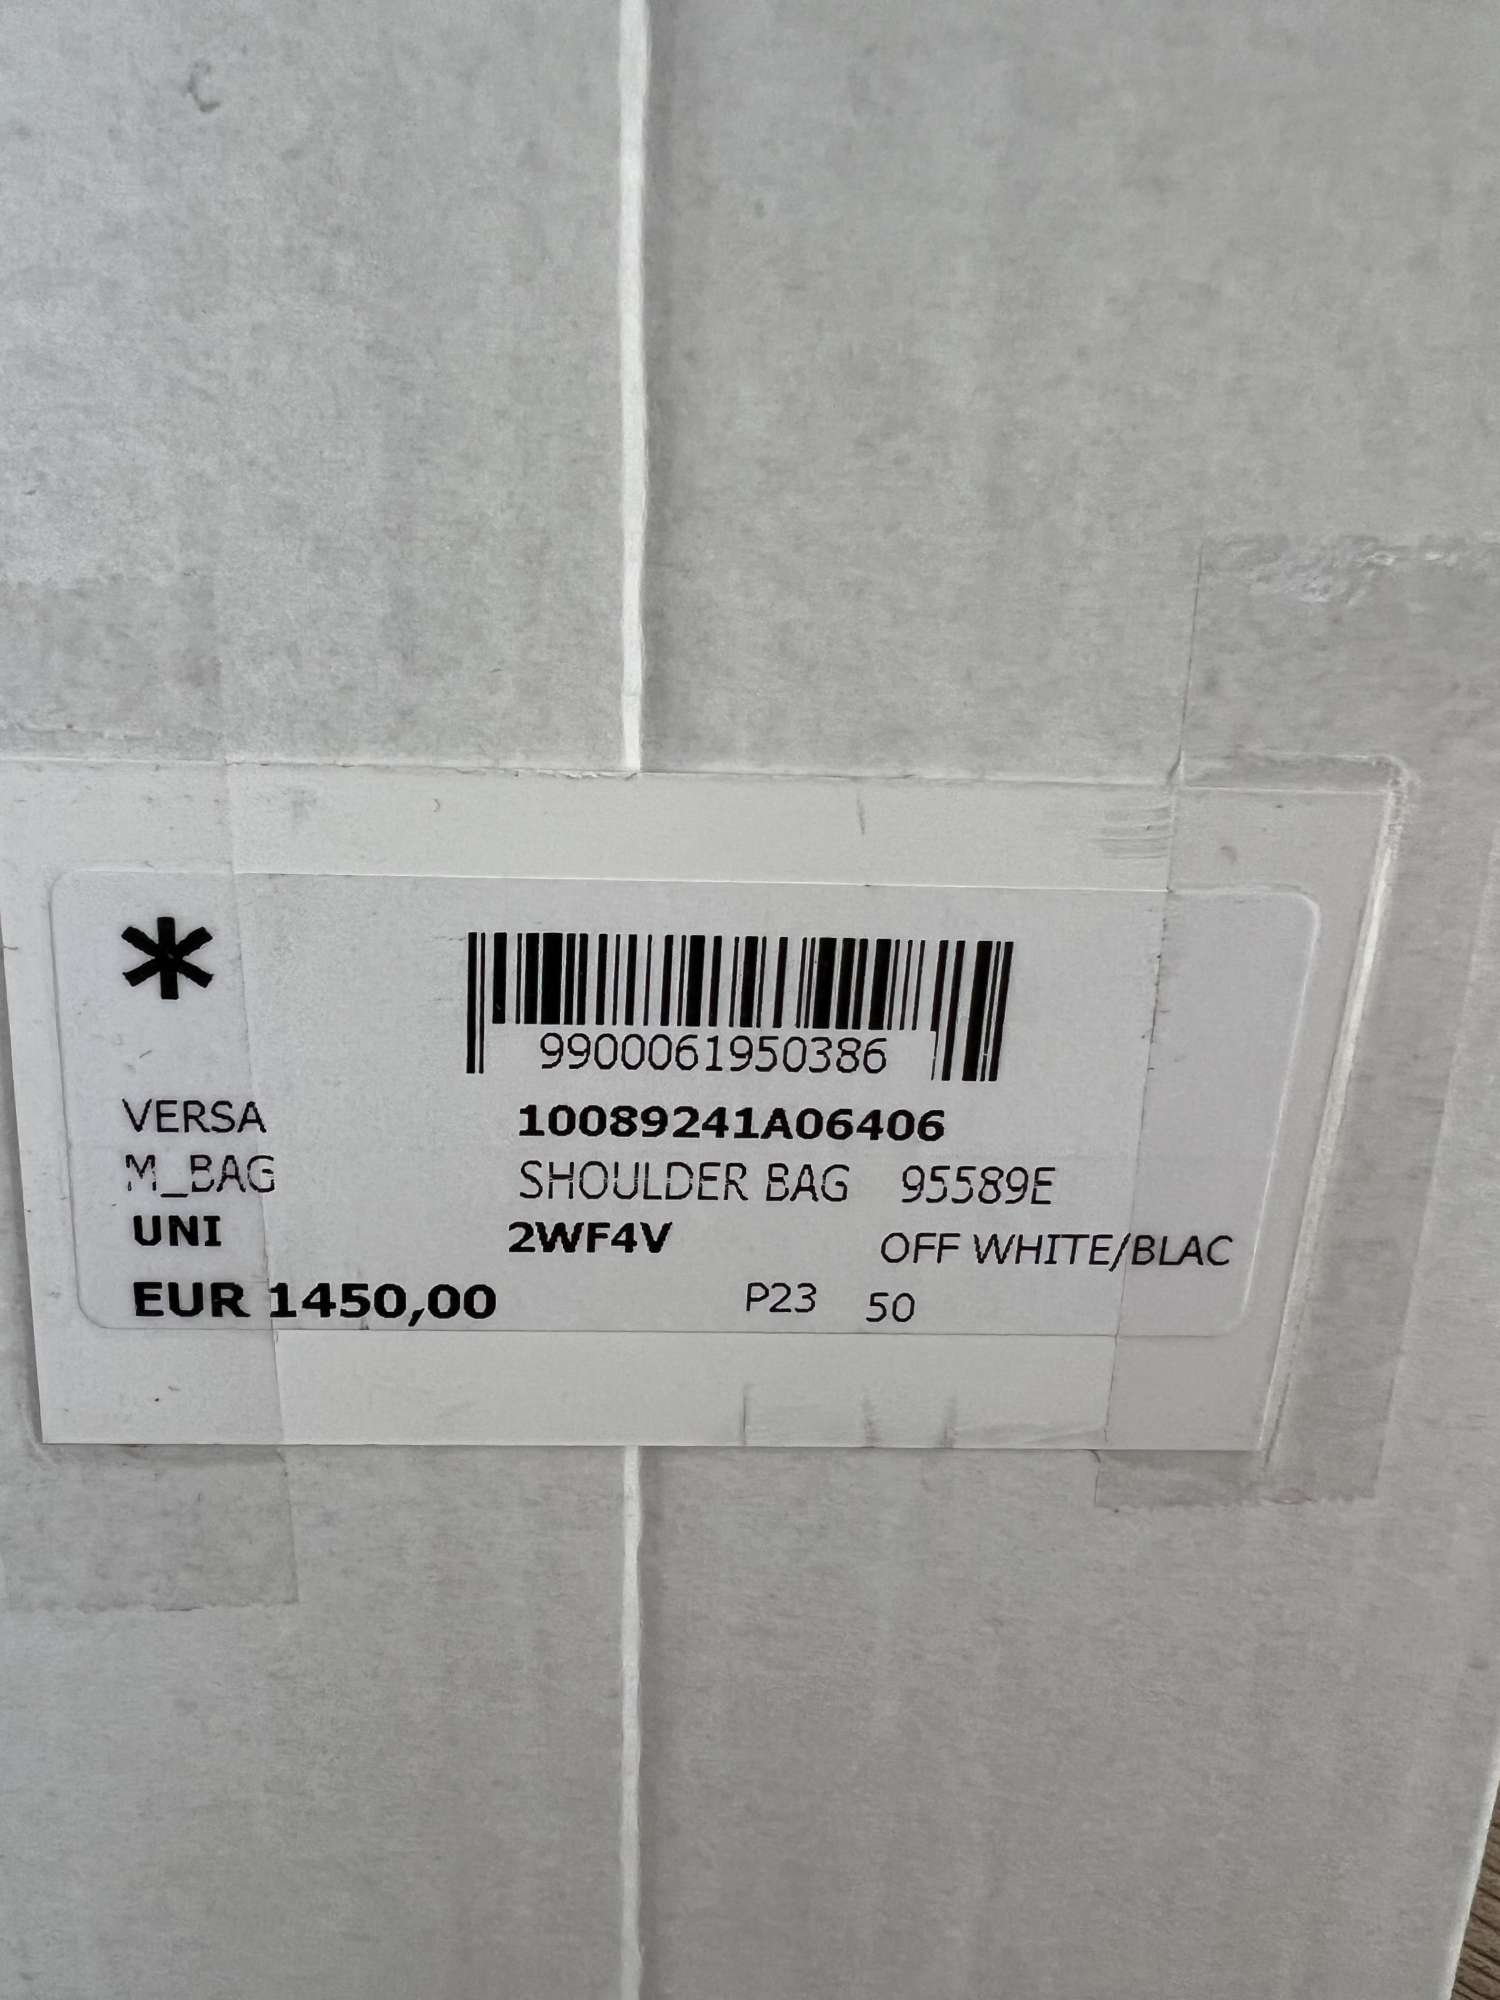 *
9900061950386
VERSA 10089241A06406
M_BAG SHOULDER BAG 95589E
UNI 2WF4V OFF WHITE/BLAC
EUR 1450,00 P23 50